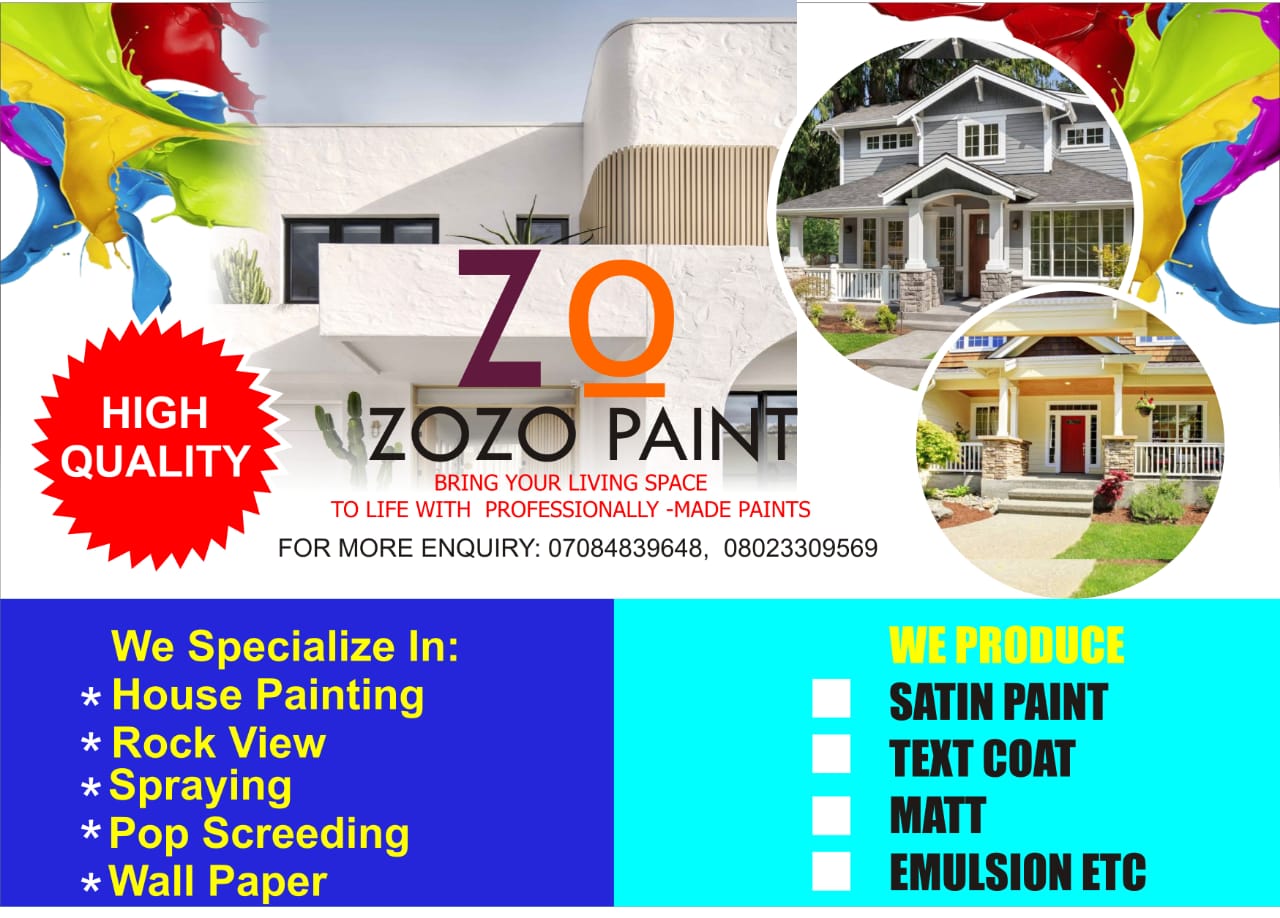 ZO
ZOZO PAINT
BRING YOUR LIVING SPACE
TO LIFE WITH PROFESSIONALLY -MADE PAINTS
FOR MORE ENQUIRY: 07084839648, 08023309569
HIGH
QUALITY
We Specialize In:
* House Painting
* Rock View
* Spraying
* Pop Screeding
* Wall Paper
WE PRODUCE
SATIN PAINT
TEXT COAT
MATT
EMULSION ETC